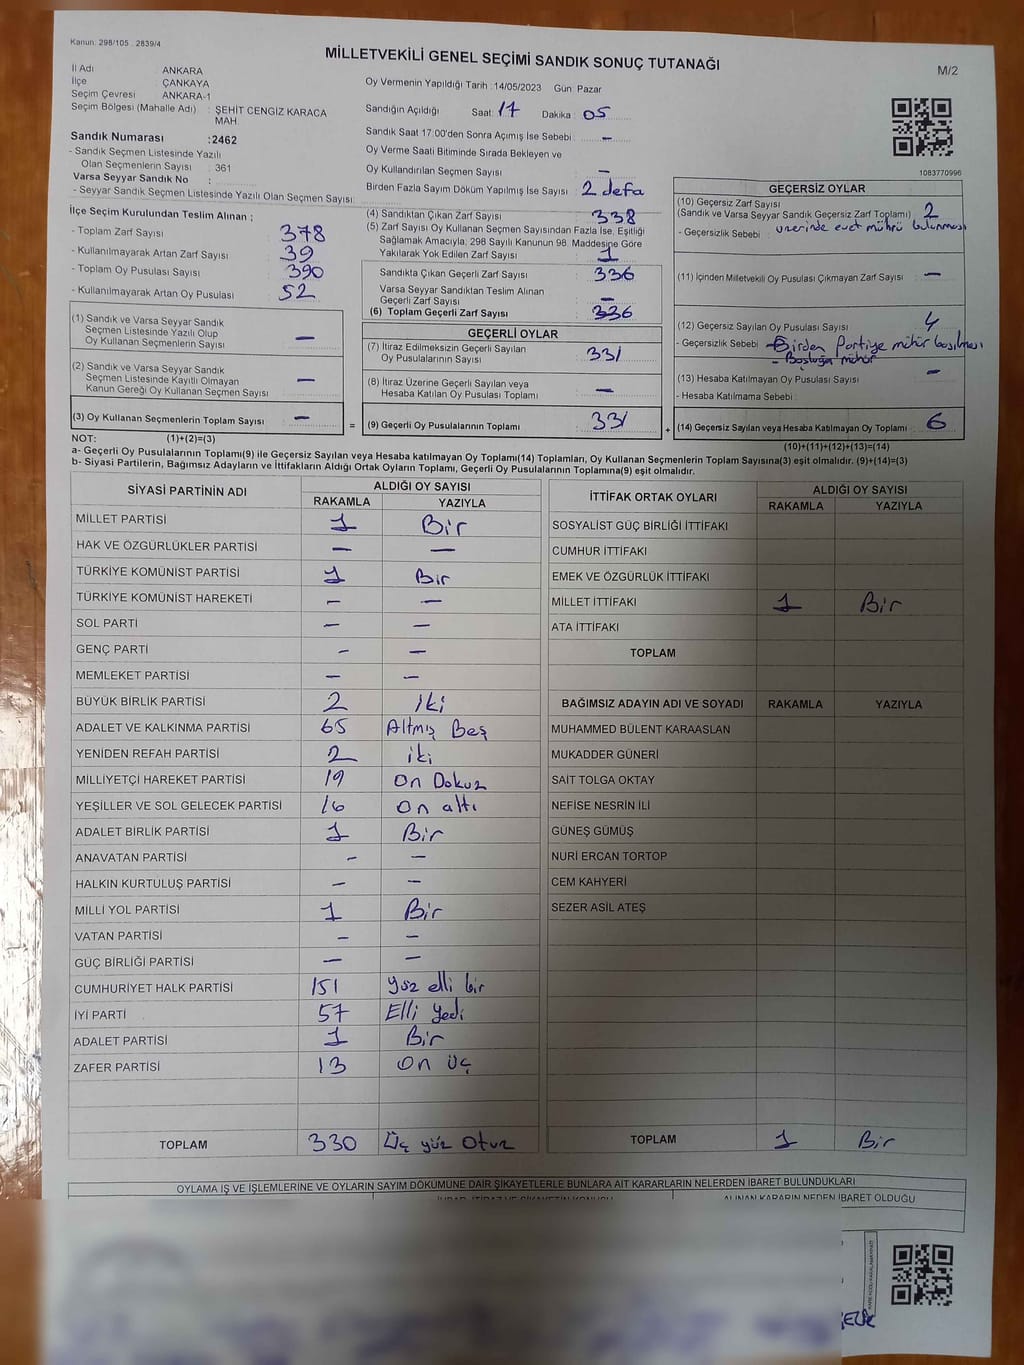 Kanun: 298/105 . 2839/4
MİLLETVEKİLİ GENEL SEÇİMİ SANDIK SONUÇ TUTANAĞI
M/2
İl Adı : ANKARA
İlçe : ÇANKAYA
Seçim Çevresi : ANKARA-1
Seçim Bölgesi (Mahalle Adı) : ŞEHİT CENGİZ KARACA
MAH.
Sandık Numarası :2462
- Sandık Seçmen Listesinde Yazılı
Olan Seçmenlerin Sayısı : 361
Varsa Seyyar Sandık No :
- Seyyar Sandık Seçmen Listesinde Yazılı Olan Seçmen Sayısı:
Oy Vermenin Yapıldığı Tarih :14/05/2023 Gün: Pazar
Sandığın Açıldığı Saat: 17 Dakika: 05
Sandık Saat 17:00'den Sonra Açımış İse Sebebi : -
Oy Verme Saati Bitiminde Sırada Bekleyen ve
Oy Kullandırılan Seçmen Sayısı : -
Birden Fazla Sayım Döküm Yapılmış İse Sayısı : 2 defa
1083770996
İlçe Seçim Kurulundan Teslim Alınan ;
- Toplam Zarf Sayısı : 378
- Kullanılmayarak Artan Zarf Sayısı : 39
- Toplam Oy Pusulası Sayısı : 390
- Kullanılmayarak Artan Oy Pusulası : 52
(1) Sandık ve Varsa Seyyar Sandık
Seçmen Listesinde Yazılı Olup
Oy Kullanan Seçmenlerin Sayısı : -
(2) Sandık ve Varsa Seyyar Sandık
Seçmen Listesinde Kayıtlı Olmayan
Kanun Gereği Oy Kullanan Seçmen Sayısı : -
(3) Oy Kullanan Seçmenlerin Toplam Sayısı : -
(4) Sandıktan Çıkan Zarf Sayısı : 338
(5) Zarf Sayısı Oy Kullanan Seçmen Sayısından Fazla İse, Eşitliği
Sağlamak Amacıyla, 298 Sayılı Kanunun 98. Maddesine Göre
Yakılarak Yok Edilen Zarf Sayısı : 1
Sandıkla Çıkan Geçerli Zarf Sayısı : 336
Varsa Seyyar Sandıktan Teslim Alınan
Geçerli Zarf Sayısı : -
(6) Toplam Geçerli Zarf Sayısı : 336
GEÇERLİ OYLAR
(7) İtiraz Edilmeksizin Geçerli Sayılan
Oy Pusulalarının Sayısı : 331
(8) İtiraz Üzerine Geçerli Sayılan veya
Hesaba Katılan Oy Pusulası Toplamı : -
= (9) Geçerli Oy Pusulalarının Toplamı : 331
GEÇERSİZ OYLAR
(10) Geçersiz Zarf Sayısı
(Sandık ve Varsa Seyyar Sandık Geçersiz Zarf Toplamı) : 2
- Geçersizlik Sebebi : üzerinde evet mührü bulunması
(11) İçinden Milletvekili Oy Pusulası Çıkmayan Zarf Sayısı : -
(12) Geçersiz Sayılan Oy Pusulası Sayısı : 4
- Geçersizlik Sebebi : - Birden Partiye mühür basılması
- Boşluğa mühür
(13) Hesaba Katılmayan Oy Pusulası Sayısı : -
- Hesaba Katılmama Sebebi :
+ (14) Geçersiz Sayılan veya Hesaba Katılmayan Oy Toplamı : 6
NOT: (1)+(2)=(3)
(10)+(11)+(12)+(13)=(14)
a- Geçerli Oy Pusulasının Toplamı(9) ile Geçersiz Sayılan veya Hesaba katılmayan Oy Toplamı(14) Toplamları, Oy Kullanan Seçmenlerin Toplam Sayısına(3) eşit olmalıdır. (9)+(14)=(3)
b- Siyasi Partilerin, Bağımsız Adayların ve İttifakların Aldığı Ortak Oyların Toplamı, Geçerli Oy Pusulalarının Toplamına(9) eşit olmalıdır.
SİYASİ PARTİNİN ADI ALDIĞI OY SAYISI
RAKAMLA YAZIYLA
MİLLET PARTİSİ 1 Bir
HAK VE ÖZGÜRLÜKLER PARTİSİ - -
TÜRKİYE KOMÜNİST PARTİSİ 1 Bir
TÜRKİYE KOMÜNİST HAREKETİ - -
SOL PARTİ - -
GENÇ PARTİ - -
MEMLEKET PARTİSİ - -
BÜYÜK BİRLİK PARTİSİ 2 iki
ADALET VE KALKINMA PARTİSİ 65 Altmış Beş
YENİDEN REFAH PARTİSİ 2 iki
MİLLİYETÇİ HAREKET PARTİSİ 19 On Dokuz
YEŞİLLER VE SOL GELECEK PARTİSİ 16 On altı
ADALET BİRLİK PARTİSİ 1 Bir
ANAVATAN PARTİSİ - -
HALKIN KURTULUŞ PARTİSİ - -
MİLLİ YOL PARTİSİ 1 Bir
VATAN PARTİSİ - -
GÜÇ BİRLİĞİ PARTİSİ - -
CUMHURİYET HALK PARTİSİ 151 yüz elli bir
İYİ PARTİ 57 Elli Yedi
ADALET PARTİSİ 1 Bir
ZAFER PARTİSİ 13 On üç
TOPLAM 330 Üç yüz Otuz
İTTİFAK ORTAK OYLARI ALDIĞI OY SAYISI
RAKAMLA YAZIYLA
SOSYALİST GÜÇ BİRLİĞİ İTTİFAKI
CUMHUR İTTİFAKI
EMEK VE ÖZGÜRLÜK İTTİFAKI
MİLLET İTTİFAKI 1 Bir
ATA İTTİFAKI
TOPLAM
BAĞIMSIZ ADAYIN ADI VE SOYADI RAKAMLA YAZIYLA
MUHAMMED BÜLENT KARAASLAN
MUKADDER GÜNERİ
SAİT TOLGA OKTAY
NEFİSE NESRİN İLİ
GÜNEŞ GÜMÜŞ
NURİ ERCAN TORTOP
CEM KAHYERİ
SEZER ASİL ATEŞ
TOPLAM 1 Bir
OYLAMA İŞ VE İŞLEMLERİNE VE OYLARIN SAYIM DÖKÜMÜNE DAİR ŞİKAYETLERLE BUNLARA AİT KARARLARIN NELERDEN İBARET BULUNDUKLARI
ALINAN KARARIN NEDEN İBARET OLDUĞU